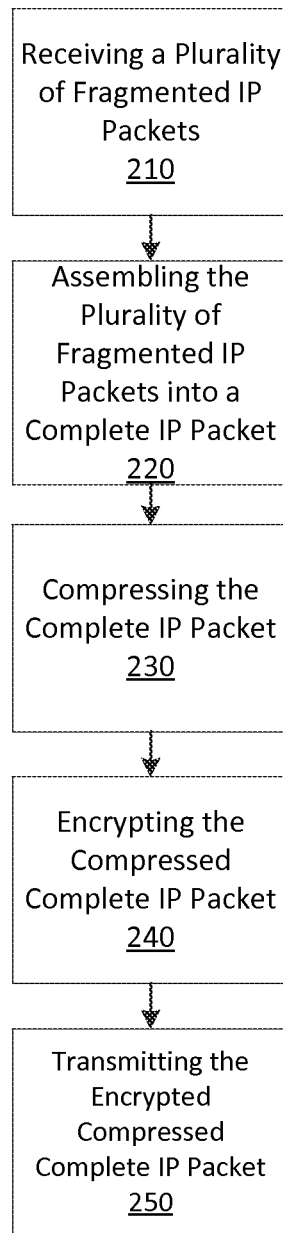 Receiving a Plurality
of Fragmented IP
Packets
210
Assembling the
Plurality of
Fragmented IP
Packets into a
Complete IP Packet
220
Compressing the
Complete IP Packet
230
Encrypting the
Compressed
Complete IP Packet
240
Transmitting the
Encrypted
Compressed
Complete IP Packet
250